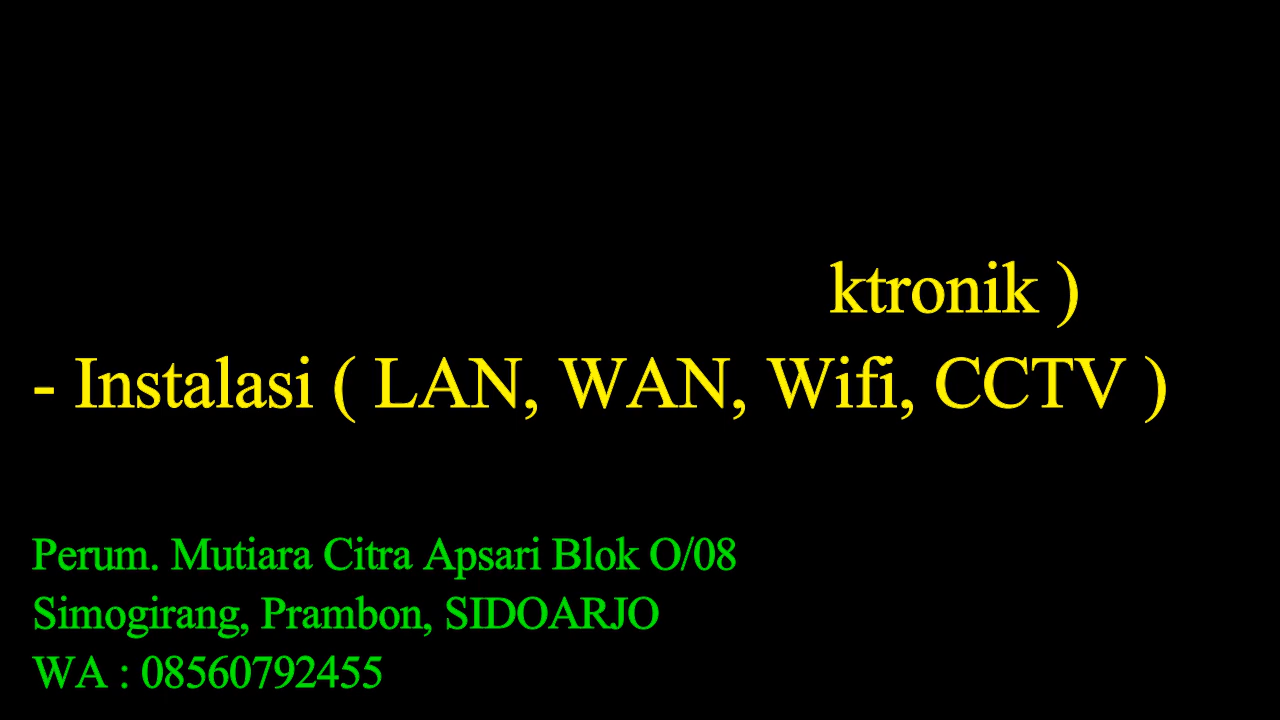 ktronik )
- Instalasi ( LAN, WAN, Wifi, CCTV )
Perum. Mutiara Citra Apsari Blok O/08
Simogirang, Prambon, SIDOARJO
WA : 08560792455